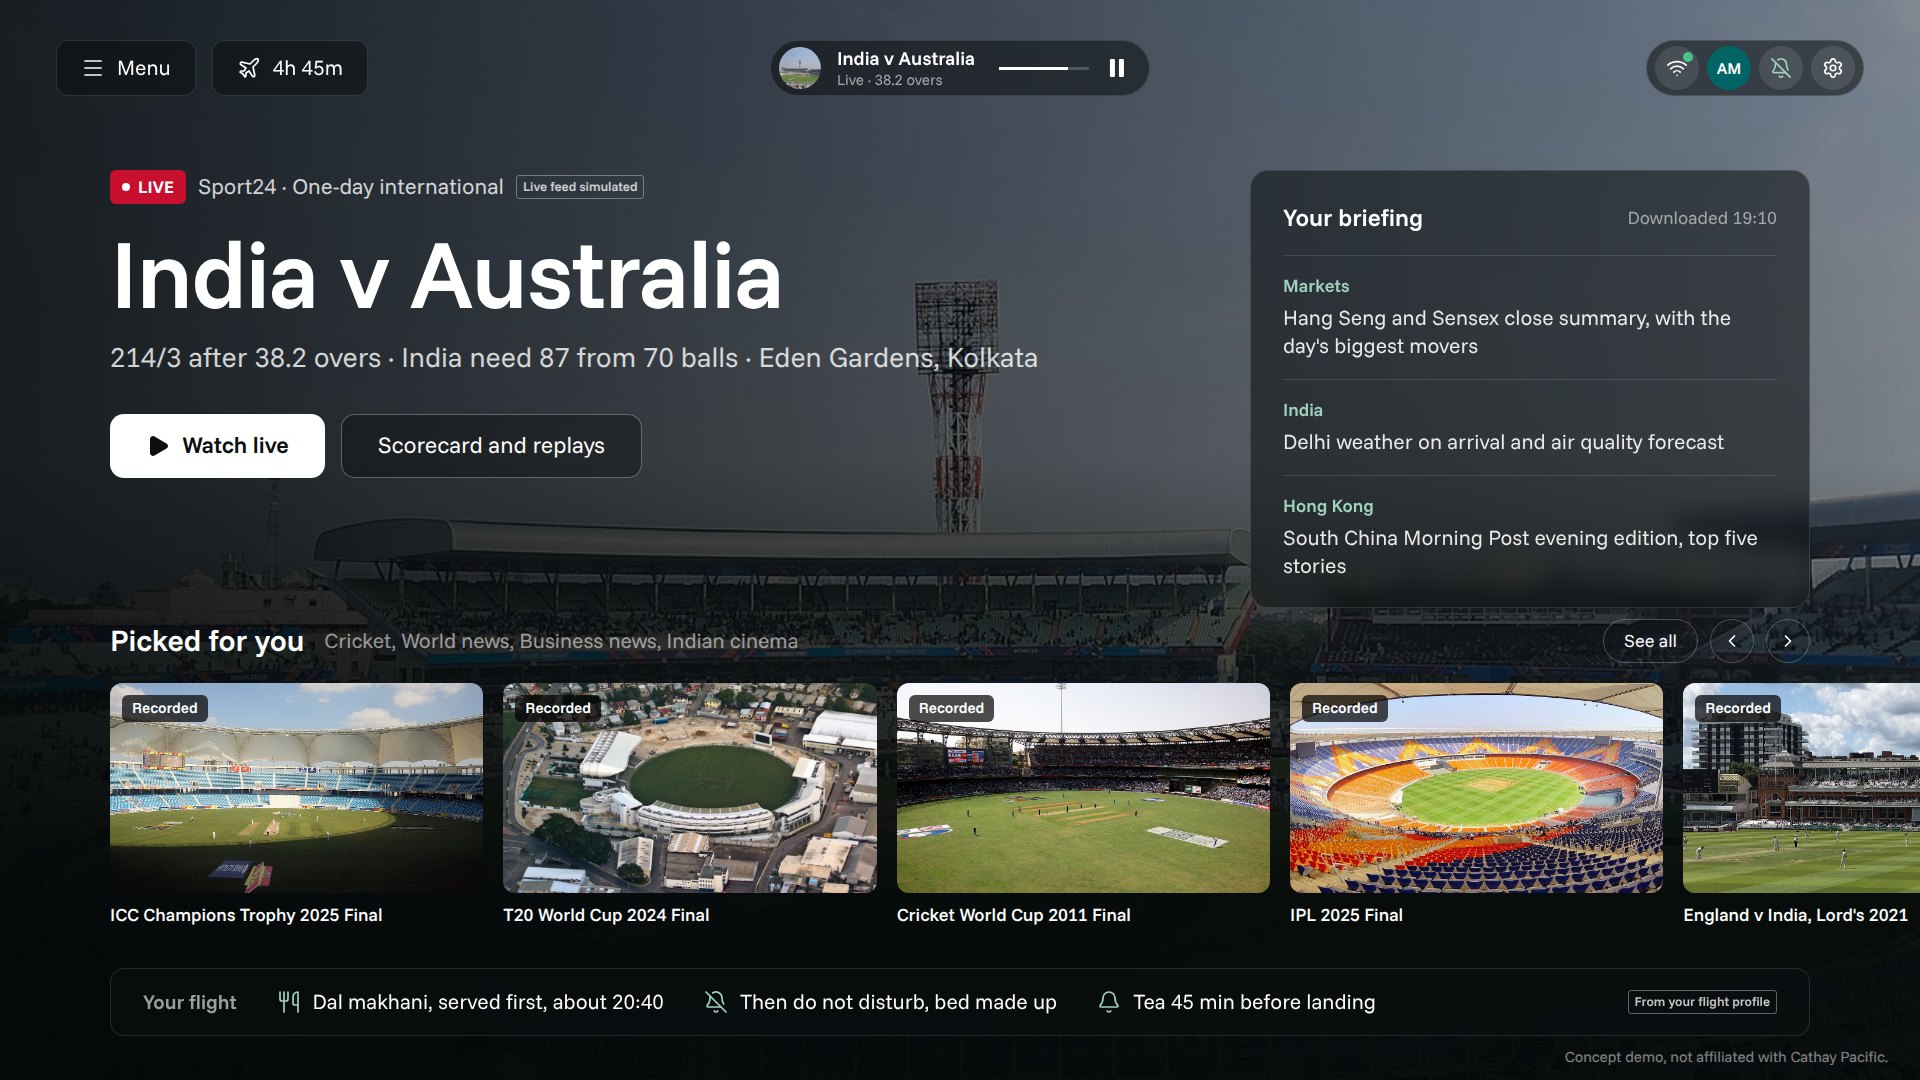 Menu
4h 45m
India v Australia
Live · 38.2 overs
AM
LIVE
Sport24 · One-day international
Live feed simulated
India v Australia
214/3 after 38.2 overs · India need 87 from 70 balls · Eden Gardens, Kolkata
Watch live
Scorecard and replays
Your briefing
Downloaded 19:10
Markets
Hang Seng and Sensex close summary, with the
day's biggest movers
India
Delhi weather on arrival and air quality forecast
Hong Kong
South China Morning Post evening edition, top five
stories
Picked for you
Cricket, World news, Business news, Indian cinema
See all
Recorded
Recorded
Recorded
Recorded
Recorded
ICC Champions Trophy 2025 Final
T20 World Cup 2024 Final
Cricket World Cup 2011 Final
IPL 2025 Final
England v India, Lord's 2021
Your flight
Dal makhani, served first, about 20:40
Then do not disturb, bed made up
Tea 45 min before landing
From your flight profile
Concept demo, not affiliated with Cathay Pacific.